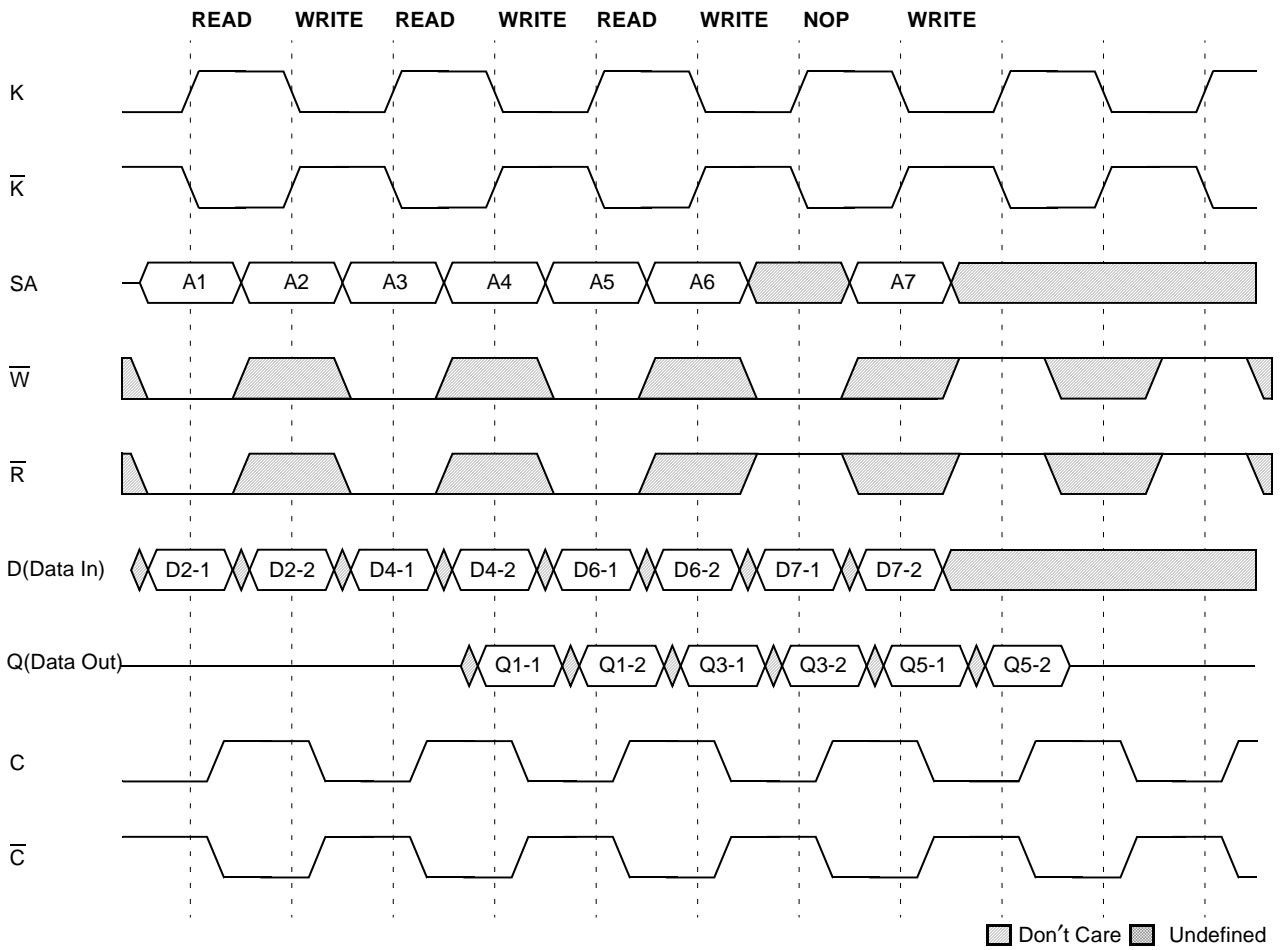 READ WRITE READ WRITE READ WRITE NOP WRITE
K
K̅
SA A1 A2 A3 A4 A5 A6 A7
W̅
R̅
D(Data In) D2-1 D2-2 D4-1 D4-2 D6-1 D6-2 D7-1 D7-2
Q(Data Out) Q1-1 Q1-2 Q3-1 Q3-2 Q5-1 Q5-2
C
C̅
Don′t Care Undefined